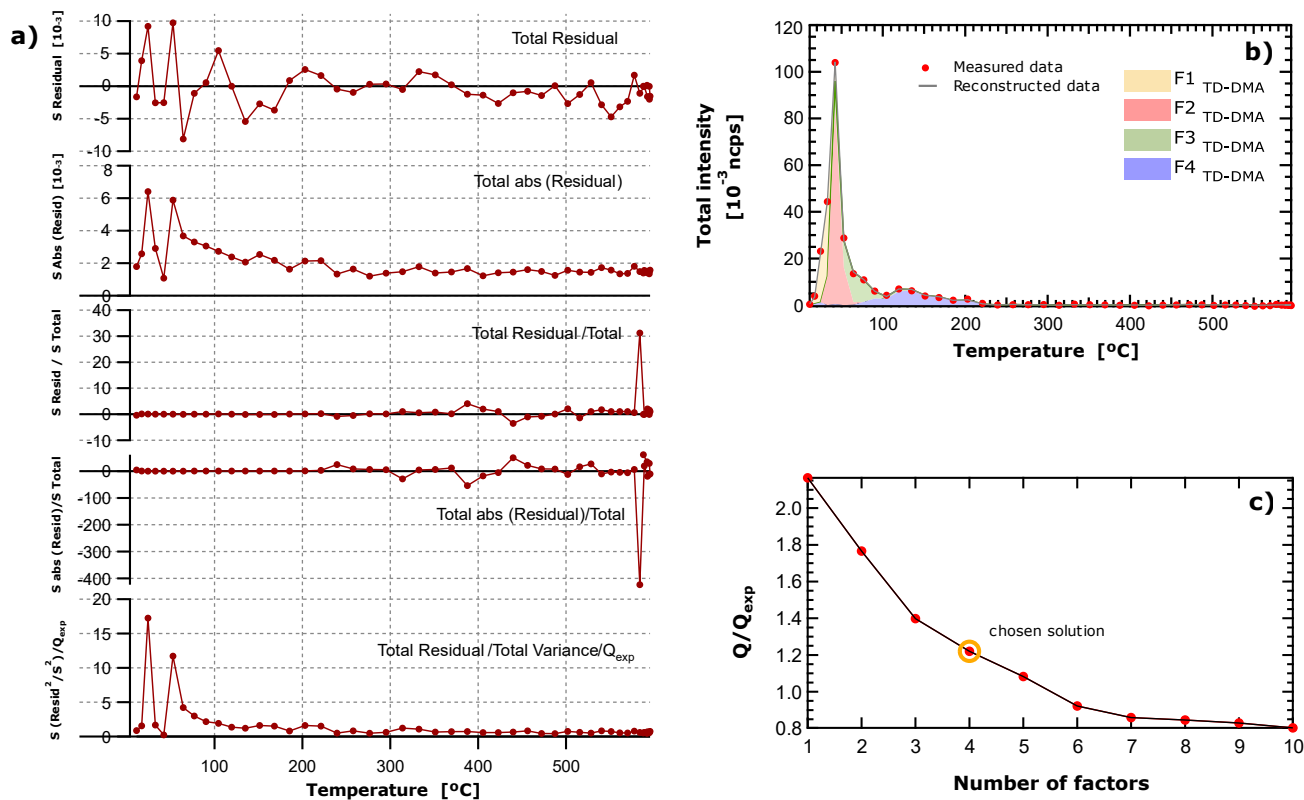 a)
S Residual [10-3]
10
5
0
-5
-10
Total Residual
S Abs (Resid) [10-3]
8
6
4
2
0
Total abs (Residual)
S Resid / S Total
40
30
20
10
0
-10
Total Residual /Total
S abs (Resid)/S Total
0
-100
-200
-300
-400
Total abs (Residual)/Total
S (Resid²/S²)/Qexp
20
15
10
5
0
Total Residual /Total Variance/Qexp
100
200
300
400
500
Temperature [ºC]
b)
Total intensity
[10⁻³ ncps]
120
100
80
60
40
20
0
Measured data
Reconstructed data
F1 TD-DMA
F2 TD-DMA
F3 TD-DMA
F4 TD-DMA
100
200
300
400
500
Temperature [ºC]
c)
Q/Qexp
2.2
2.0
1.8
1.6
1.4
1.2
1.0
0.8
chosen solution
1
2
3
4
5
6
7
8
9
10
Number of factors